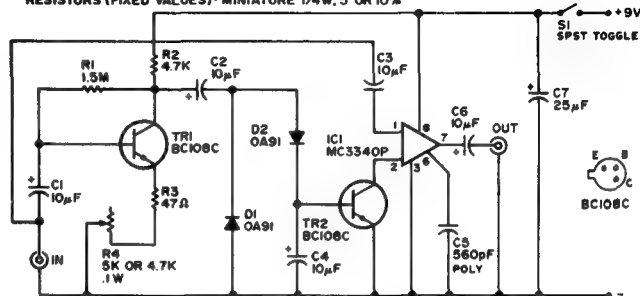 RESISTORS (FIXED VALUES)- MINIATURE 1/4W, 5 OR 10%
+9V
S1
SPST TOGGLE
R2
4.7K
R1
1.5M
C2
10µF
C3
10µF
C6
10µF
OUT
C7
25µF
TR1
BC108C
D2
OA91
IC1
MC3340P
1
2
3
6
7
8
+
+
+
+
+
C1
10µF
R3
47Ω
TR2
BC108C
E
B
C
BC108C
IN
R4
5K OR 4.7K
.1W
D1
OA91
C4
10µF
C5
560pF
POLY